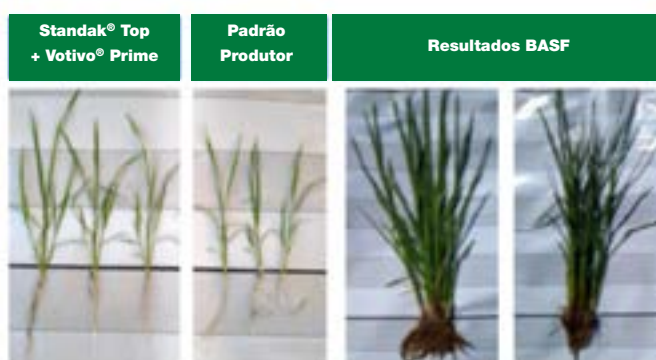 Standak® Top
+ Votivo® Prime
Padrão
Produtor
Resultados BASF